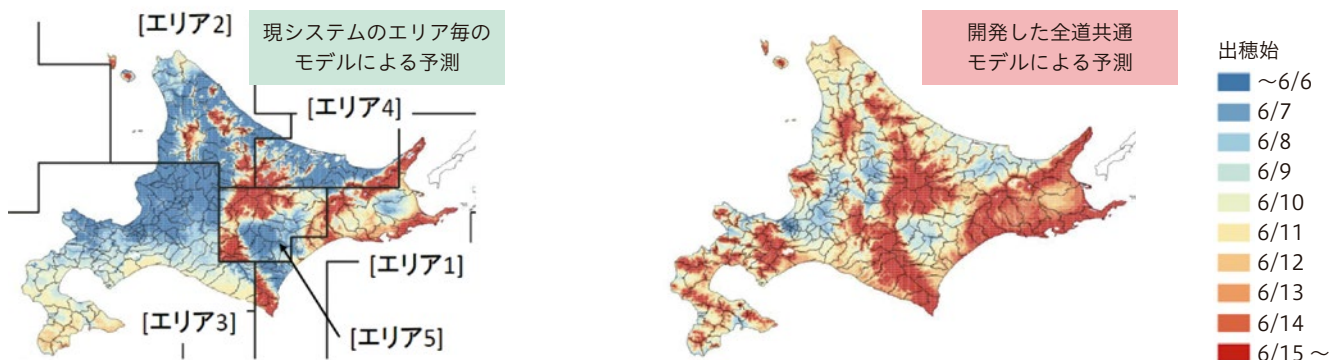 [エリア2]
現システムのエリア毎の
モデルによる予測
[エリア4]
[エリア1]
[エリア3]
[エリア5]
開発した全道共通
モデルによる予測
出穂始
～6/6
6/7
6/8
6/9
6/10
6/11
6/12
6/13
6/14
6/15～